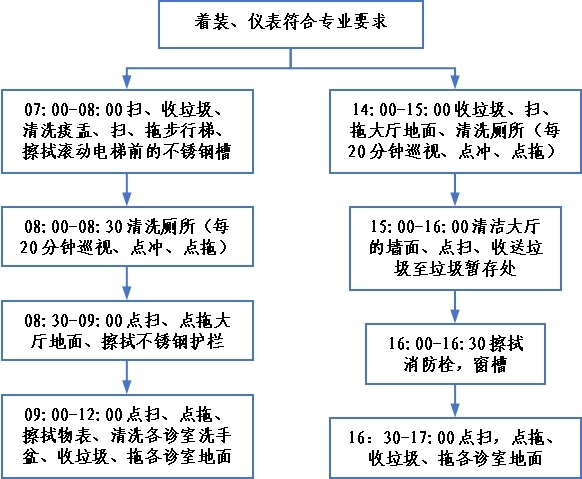 着装、仪表符合专业要求
07:00-08:00扫、收垃圾、
清洗痰盂、扫、拖步行梯、
擦拭滚动电梯前的不锈钢槽
08:00-08:30清洗厕所（每
20分钟巡视、点冲、点拖）
08:30-09:00点扫、点拖大
厅地面、擦拭不锈钢护栏
09:00-12:00点扫、点拖、
擦拭物表、清洗各诊室洗手
盆、收垃圾、拖各诊室地面
14:00-15:00收垃圾、扫、
拖大厅地面、清洗厕所（每
20分钟巡视、点冲、点拖）
15:00-16:00清洁大厅
的墙面、点扫、收送垃
圾至垃圾暂存处
16:00-16:30擦拭
消防栓，窗槽
16：30-17:00点扫，点拖、
收垃圾、拖各诊室地面